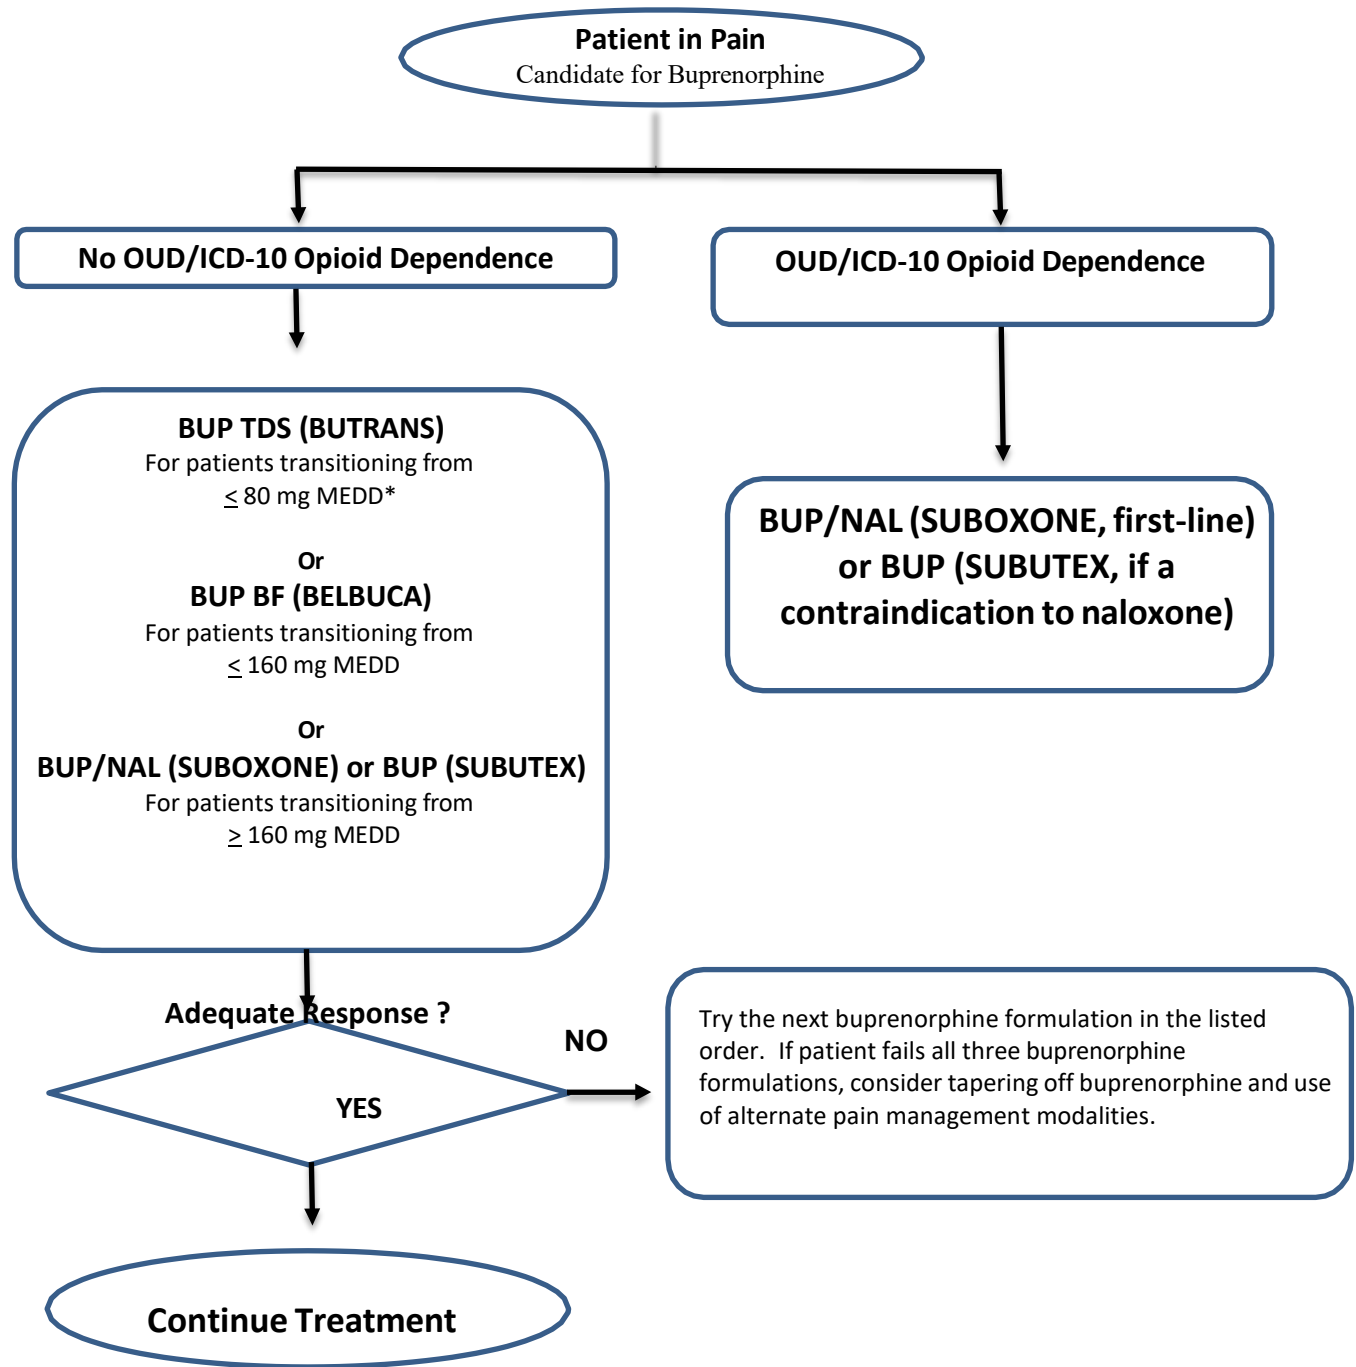 Patient in Pain
Candidate for Buprenorphine
No OUD/ICD-10 Opioid Dependence
OUD/ICD-10 Opioid Dependence
BUP TDS (BUTRANS)
For patients transitioning from
≤ 80 mg MEDD*
Or
BUP BF (BELBUCA)
For patients transitioning from
≤ 160 mg MEDD
Or
BUP/NAL (SUBOXONE) or BUP (SUBUTEX)
For patients transitioning from
≥ 160 mg MEDD
BUP/NAL (SUBOXONE, first-line)
or BUP (SUBUTEX, if a
contraindication to naloxone)
Adequate Response ?
NO
YES
Try the next buprenorphine formulation in the listed
order. If patient fails all three buprenorphine
formulations, consider tapering off buprenorphine and use
of alternate pain management modalities.
Continue Treatment